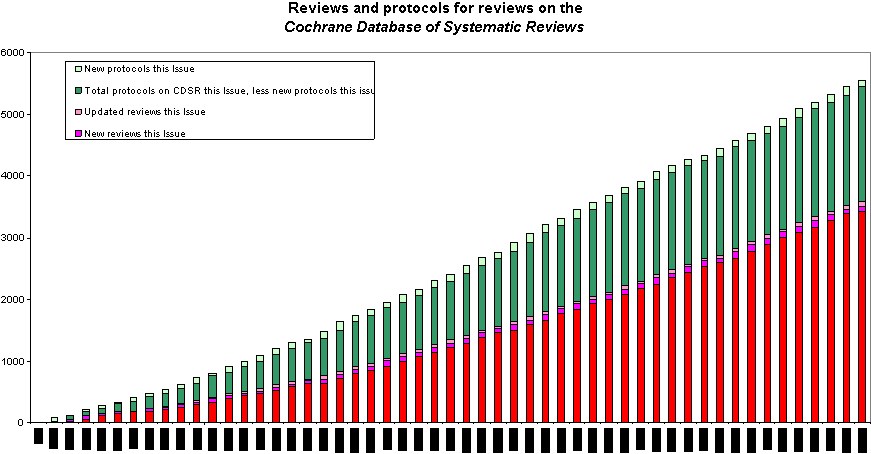 Reviews and protocols for reviews on the
Cochrane Database of Systematic Reviews
6000
5000
4000
3000
2000
1000
0
New protocols this Issue
Total protocols on CDSR this Issue, less new protocols this issu
Updated reviews this Issue
New reviews this Issue